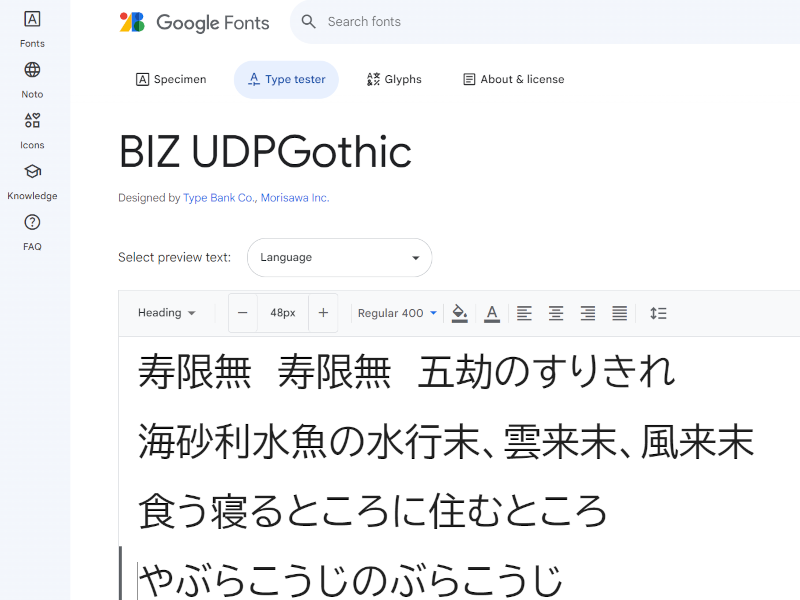 Fonts
Noto
Icons
Knowledge
FAQ
Google Fonts
Search fonts
Specimen
Type tester
Glyphs
About & license
BIZ UDPGothic
Designed by Type Bank Co., Morisawa Inc.
Select preview text: Language
Heading − 48px + Regular 400
寿限無 寿限無 五劫のすりきれ
海砂利水魚の水行末、雲来末、風来末
食う寝るところに住むところ
やぶらこうじのぶらこうじ